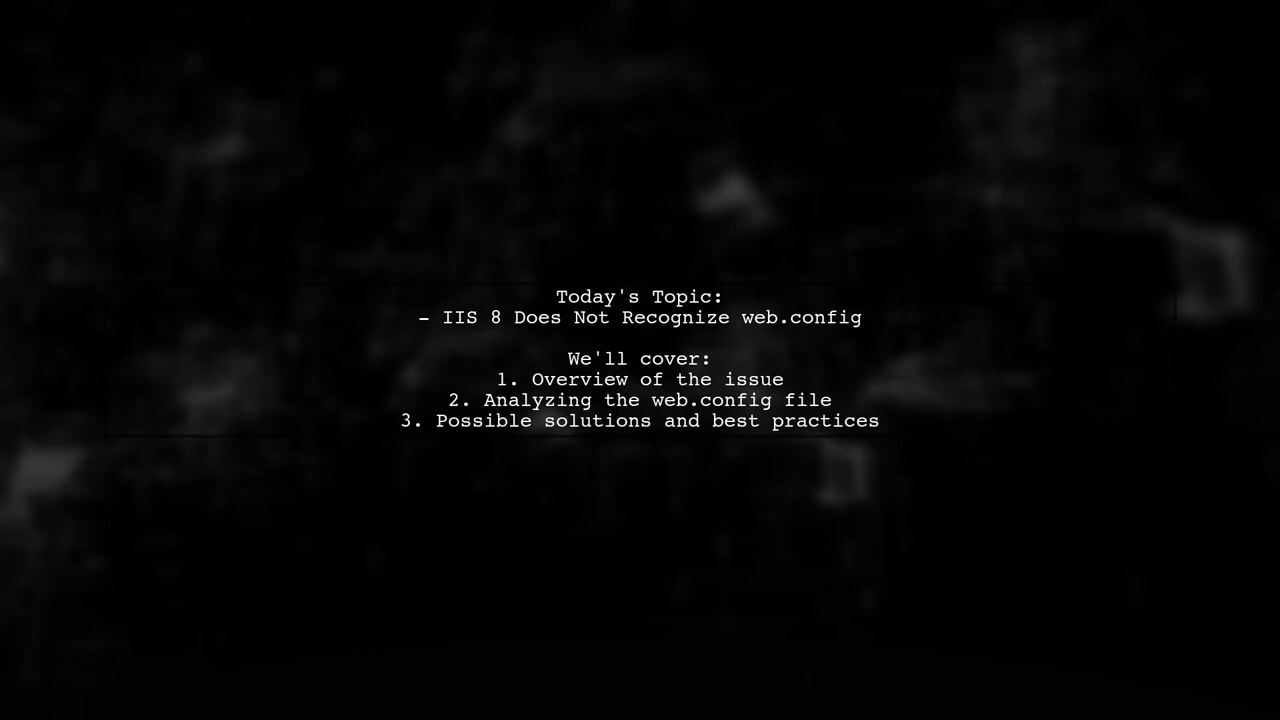 Today's Topic:
- IIS 8 Does Not Recognize web.config
We'll cover:
1. Overview of the issue
2. Analyzing the web.config file
3. Possible solutions and best practices